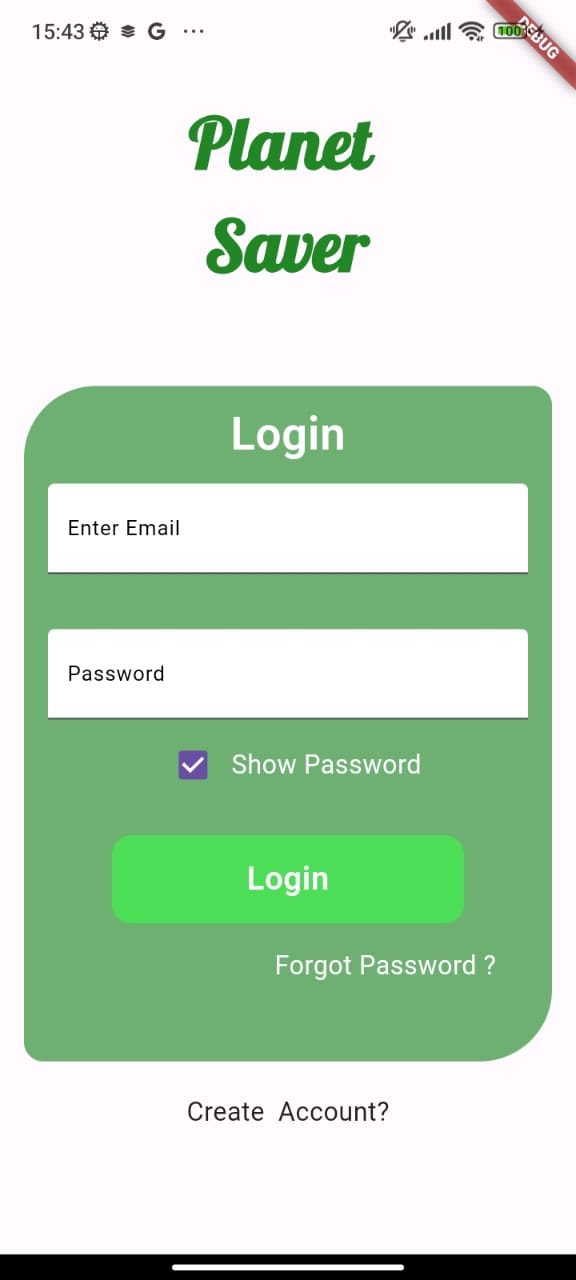 15:43 G ... 100 DEBUG
Planet
Saver
Login
Enter Email
Password
Show Password
Login
Forgot Password ?
Create Account?